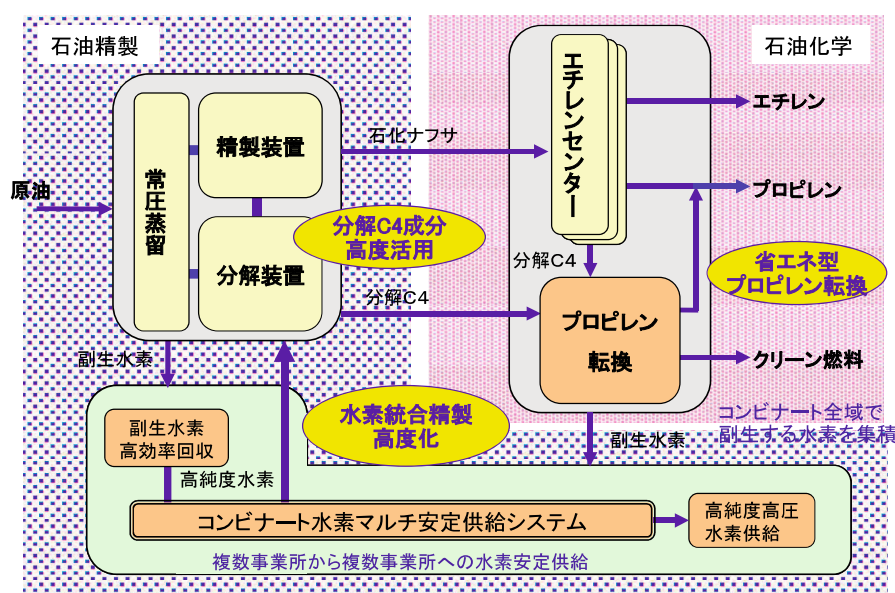 石油精製
石油化学
原油
常圧蒸留
精製装置
分解装置
石化ナフサ
エチレンセンター
エチレン
プロピレン
分解C4成分
高度活用
分解C4
分解C4
省エネ型
プロピレン転換
プロピレン
転換
クリーン燃料
副生水素
水素統合精製
高度化
コンビナート全域で
副生する水素を集積
副生水素
副生水素
高効率回収
高純度水素
コンビナート水素マルチ安定供給システム
高純度高圧
水素供給
複数事業所から複数事業所への水素安定供給